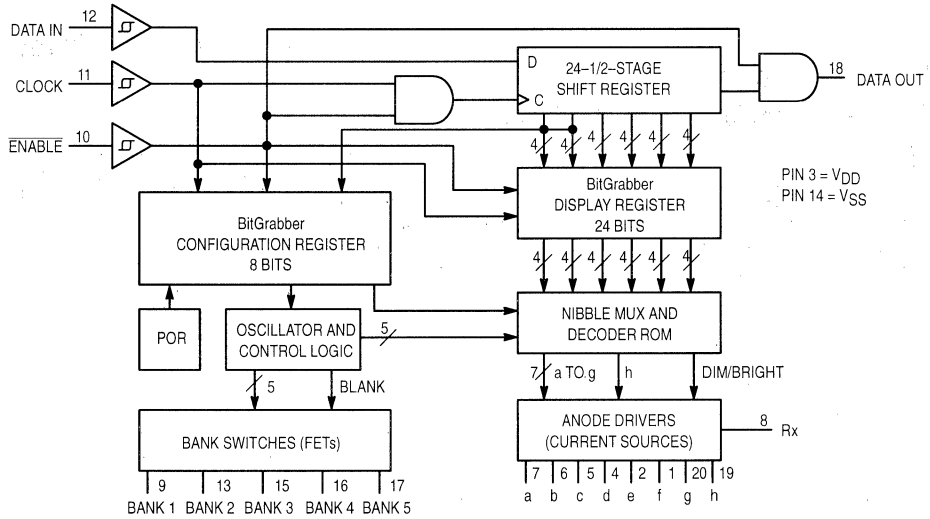 12
DATA IN
11
CLOCK
10
ENABLE
D
24–1/2–STAGE
SHIFT REGISTER
C
18
DATA OUT
4 4 4 4 4 4
BitGrabber
DISPLAY REGISTER
24 BITS
PIN 3 = VDD
PIN 14 = VSS
BitGrabber
CONFIGURATION REGISTER
8 BITS
4 4 4 4 4 4
POR
OSCILLATOR AND
CONTROL LOGIC
5
NIBBLE MUX AND
DECODER ROM
5
BLANK
7 a TO g
h
DIM/BRIGHT
BANK SWITCHES (FETs)
ANODE DRIVERS
(CURRENT SOURCES)
8
Rx
9 13 15 16 17
BANK 1 BANK 2 BANK 3 BANK 4 BANK 5
7 6 5 4 2 1 20 19
a b c d e f g h